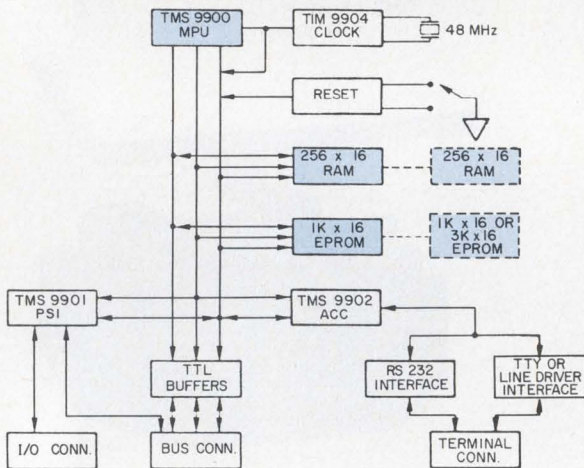 TMS 9900
MPU
TIM 9904
CLOCK
48 MHz
RESET
256 x 16
RAM
256 x 16
RAM
1K x 16
EPROM
1K x 16 OR
3K x 16
EPROM
TMS 9901
PSI
TMS 9902
ACC
TTL
BUFFERS
RS 232
INTERFACE
TTY OR
LINE DRIVER
INTERFACE
I/O CONN.
BUS CONN.
TERMINAL
CONN.